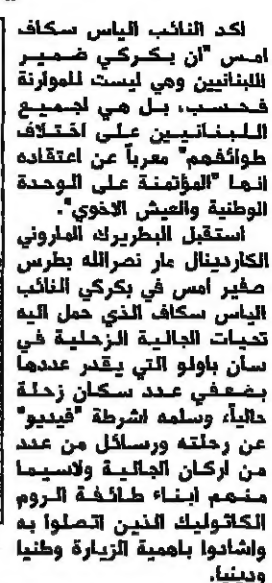 اكد النائب الياس سكاف
امس "ان بكركي ضمير
اللبنانيين وهي ليست للموارنة
فحسب، بل هي لجميع
اللبنانيين على اختلاف
طوائفهم" معرباً عن اعتقاده
انها "المؤتمنة على الوحدة
الوطنية والعيش الاخوي".
استقبل البطريرك الماروني
الكاردينال مار نصرالله بطرس
صفير امس في بكركي النائب
الياس سكاف الذي حمل اليه
تحيات الجالية الزحلية في
سان باولو التي يقدر عددها
بضعفي عدد سكان زحلة
حالياً، وسلمه اشرطة "فيديو"
عن رحلته ورسائل من عدد
من اركان الجالية ولاسيما
منهم ابناء طائفة الروم
الكاثوليك الذين اتصلوا به
واشادوا باهمية الزيارة وطنيا
ودينيا.